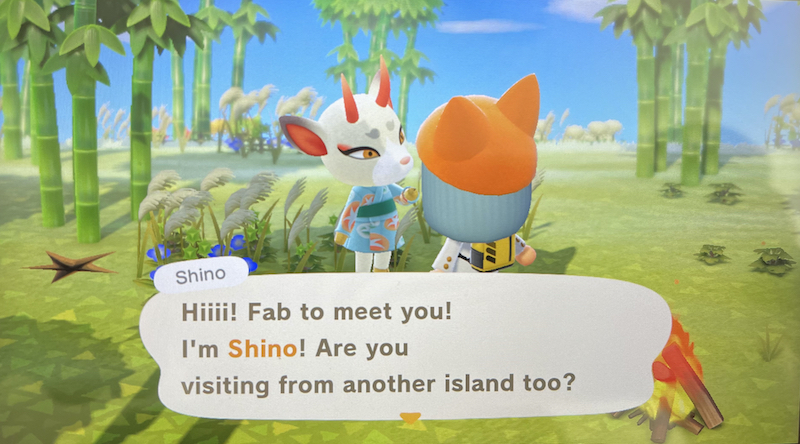 Shino
Hiiii! Fab to meet you!
I'm Shino! Are you
visiting from another island too?